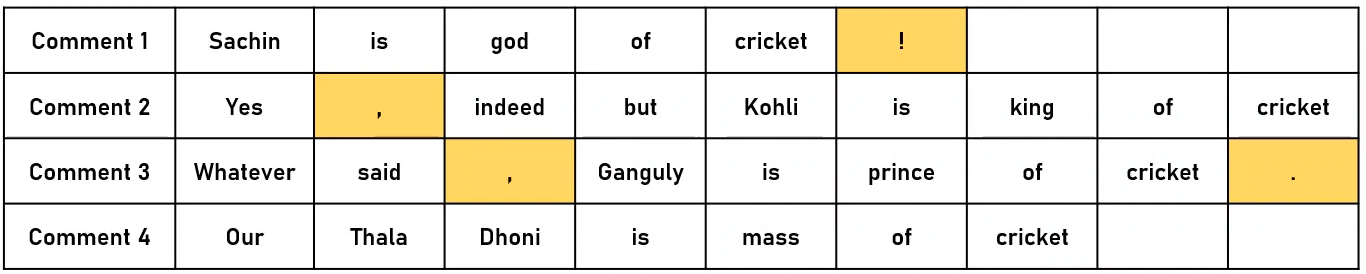 Comment 1 Sachin is god of cricket !
Comment 2 Yes , indeed but Kohli is king of cricket
Comment 3 Whatever said , Ganguly is prince of cricket .
Comment 4 Our Thala Dhoni is mass of cricket